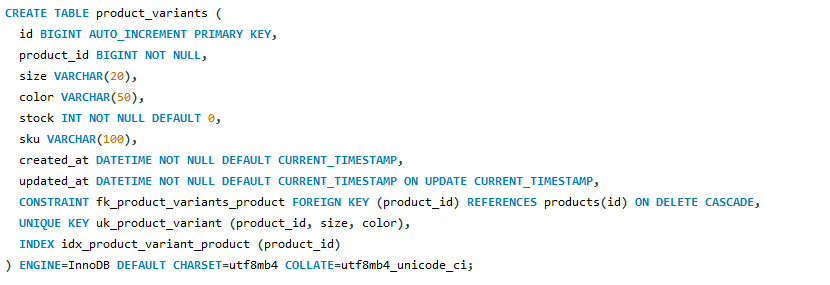 CREATE TABLE product_variants (
  id BIGINT AUTO_INCREMENT PRIMARY KEY,
  product_id BIGINT NOT NULL,
  size VARCHAR(20),
  color VARCHAR(50),
  stock INT NOT NULL DEFAULT 0,
  sku VARCHAR(100),
  created_at DATETIME NOT NULL DEFAULT CURRENT_TIMESTAMP,
  updated_at DATETIME NOT NULL DEFAULT CURRENT_TIMESTAMP ON UPDATE CURRENT_TIMESTAMP,
  CONSTRAINT fk_product_variants_product FOREIGN KEY (product_id) REFERENCES products(id) ON DELETE CASCADE,
  UNIQUE KEY uk_product_variant (product_id, size, color),
  INDEX idx_product_variant_product (product_id)
) ENGINE=InnoDB DEFAULT CHARSET=utf8mb4 COLLATE=utf8mb4_unicode_ci;